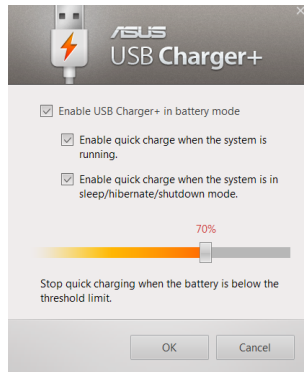 ASUS
USB Charger+
Enable USB Charger+ in battery mode
Enable quick charge when the system is
running.
Enable quick charge when the system is in
sleep/hibernate/shutdown mode.
70%
Stop quick charging when the battery is below the
threshold limit.
OK
Cancel